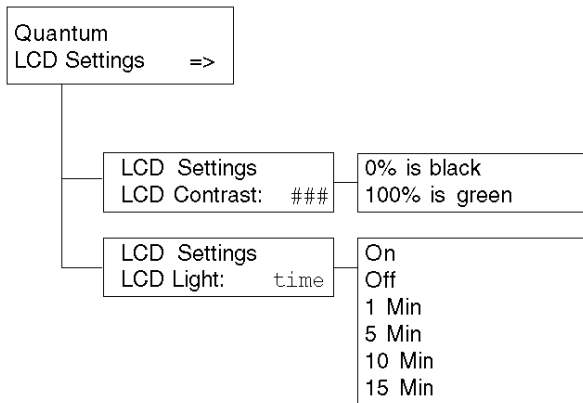 Quantum
LCD Settings =>
LCD Settings
LCD Contrast: ###
0% is black
100% is green
LCD Settings
LCD Light: time
On
Off
1 Min
5 Min
10 Min
15 Min